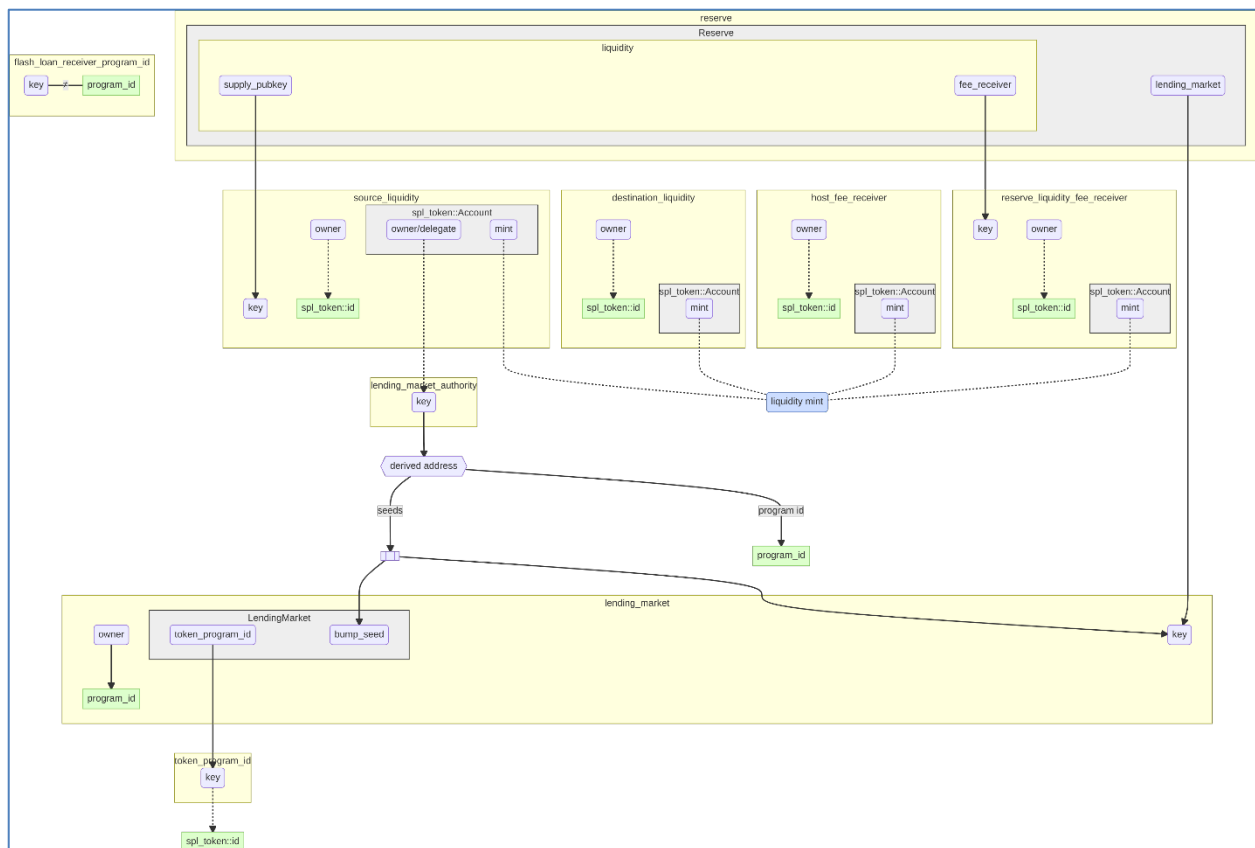 reserve
Reserve
liquidity
flash_loan_receiver_program_id
key
≠
program_id
supply_pubkey
fee_receiver
lending_market
source_liquidity
spl_token::Account
owner
owner/delegate
mint
key
spl_token::id
destination_liquidity
owner
spl_token::Account
spl_token::id
mint
host_fee_receiver
owner
spl_token::Account
spl_token::id
mint
reserve_liquidity_fee_receiver
key
owner
spl_token::Account
spl_token::id
mint
lending_market_authority
key
liquidity mint
derived address
seeds
program id
program_id
lending_market
LendingMarket
owner
token_program_id
bump_seed
key
program_id
token_program_id
key
spl_token::id